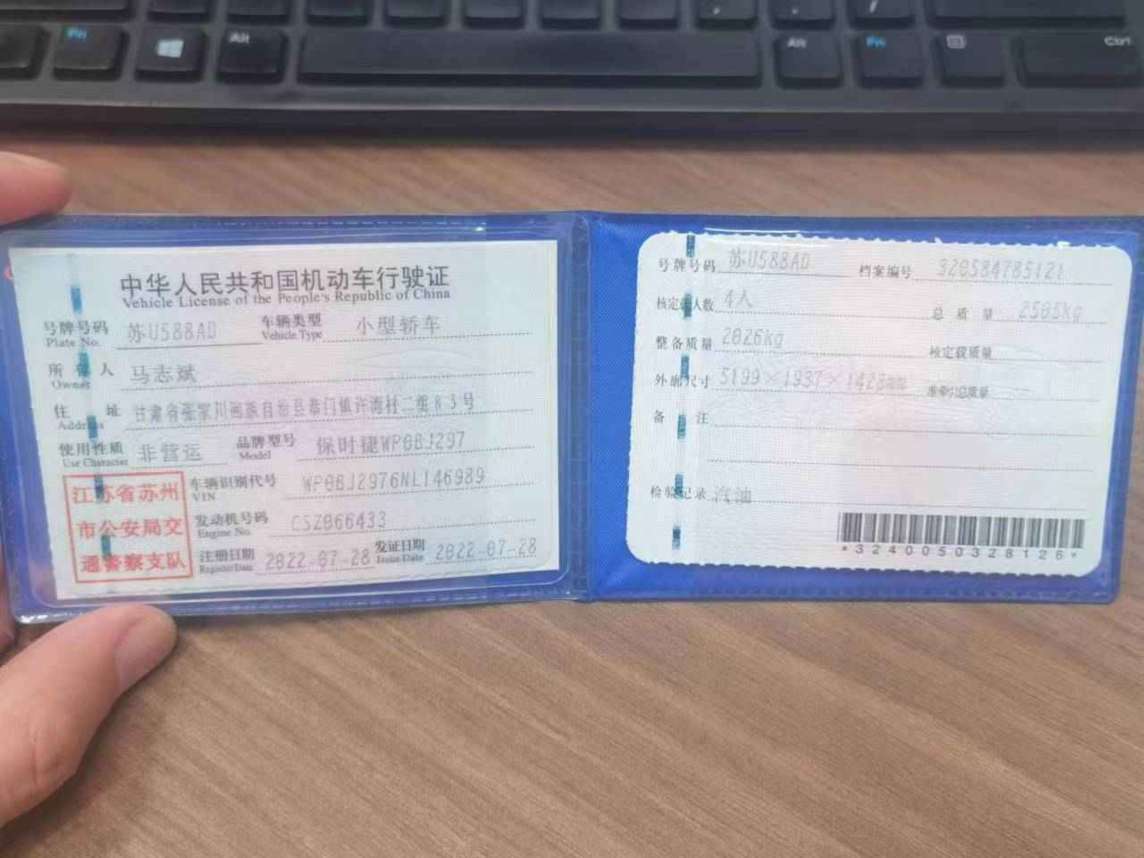 Fn
Alt
Alt
Fn
Ctrl
中华人民共和国机动车行驶证
Vehicle License of the People's Republic of China
号牌号码 苏U588AD 车辆类型 小型轿车
Plate No. Vehicle Type
所有人 马志斌
Owner
住址 甘肃省张家川回族自治县恭门镇许湾村二组83号
Address
使用性质 非营运 品牌型号 保时捷WP0BJ297
Use Character Model
江苏省苏州
市公安局交
通警察支队
车辆识别代号 WP0BJ2976NL146989
VIN
发动机号码 CSZ066433
Engine No.
注册日期 2022-07-28 发证日期 2022-07-28
Register Date Issue Date
号牌号码 苏U588AD 档案编号 320584785121
核定载人数 4人 总质量 2505kg
整备质量 2026kg 核定载质量
外廓尺寸 5199×1937×1423mm 准牵引总质量
备注
检验记录 汽油
*3240050328126*